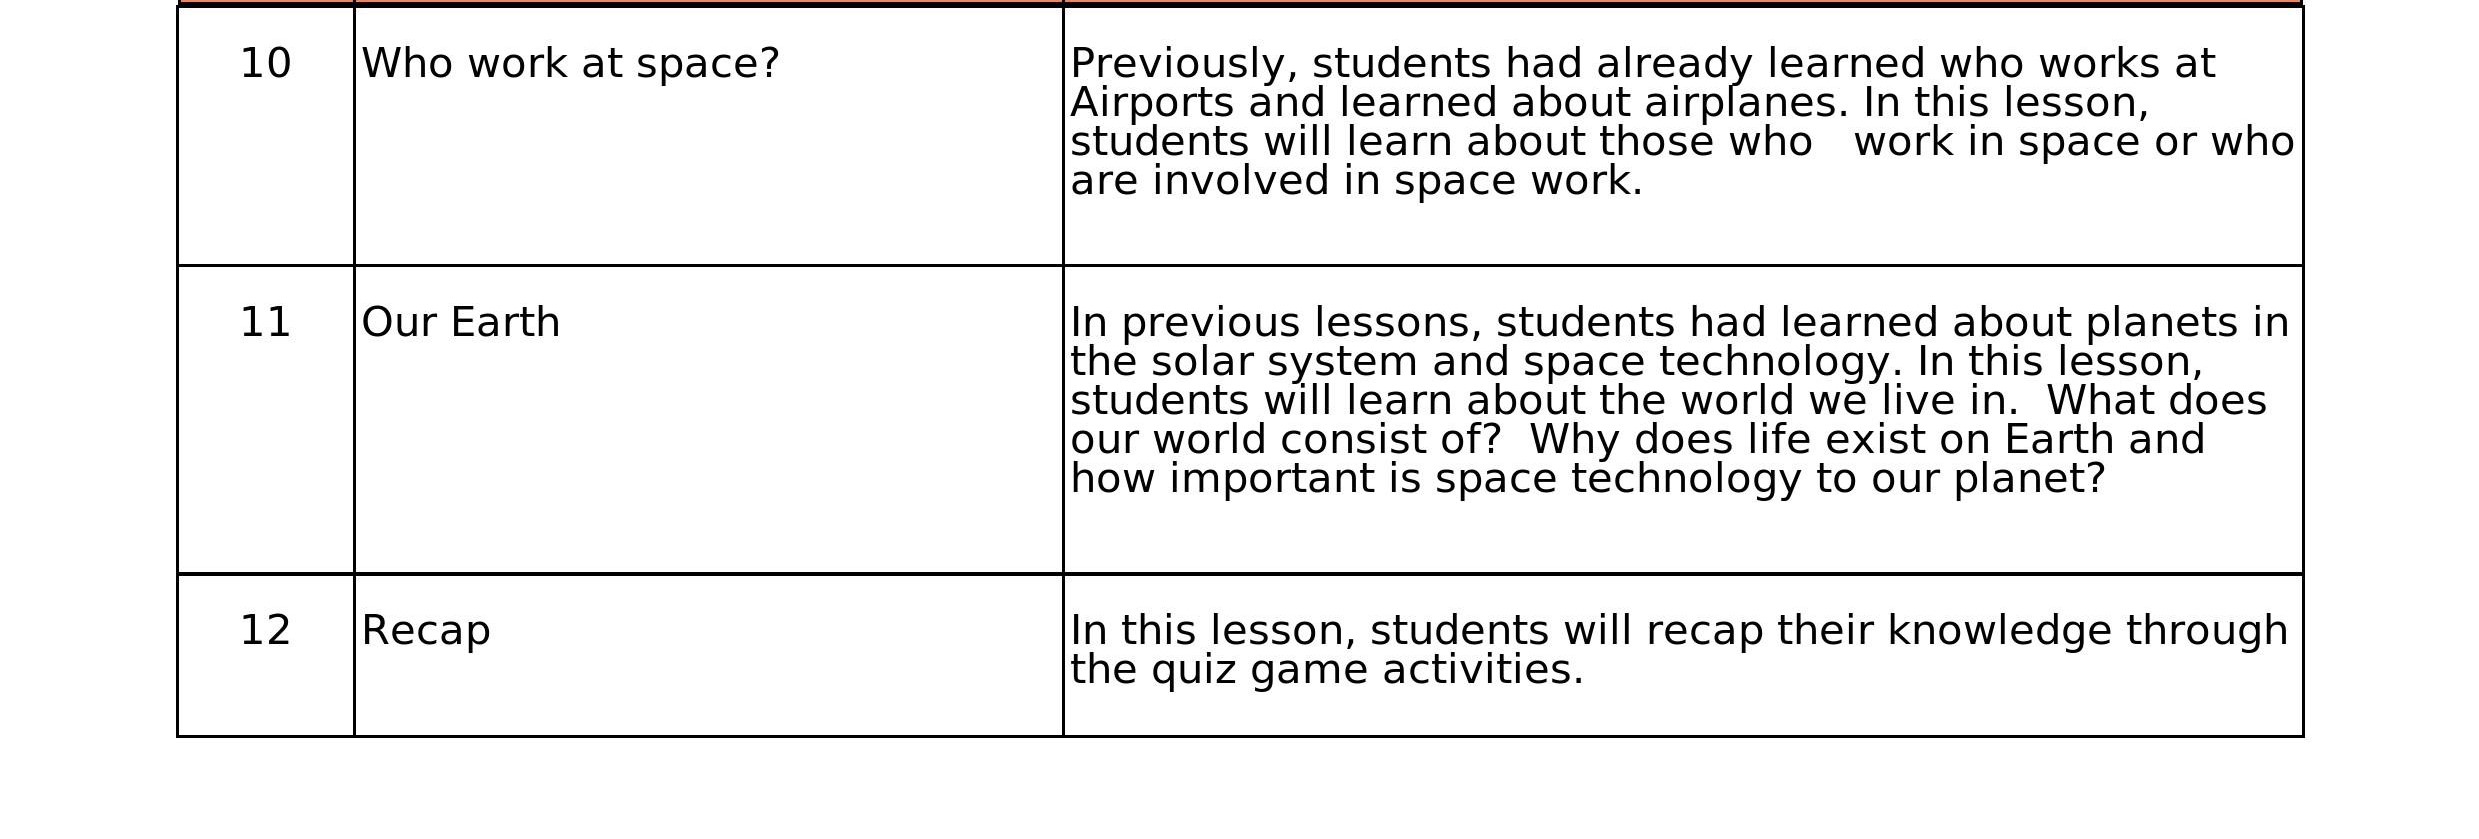 10
Who work at space?
Previously, students had already learned who works at
Airports and learned about airplanes. In this lesson,
students will learn about those who   work in space or who
are involved in space work.
11
Our Earth
In previous lessons, students had learned about planets in
the solar system and space technology. In this lesson,
students will learn about the world we live in.  What does
our world consist of?  Why does life exist on Earth and
how important is space technology to our planet?
12
Recap
In this lesson, students will recap their knowledge through
the quiz game activities.